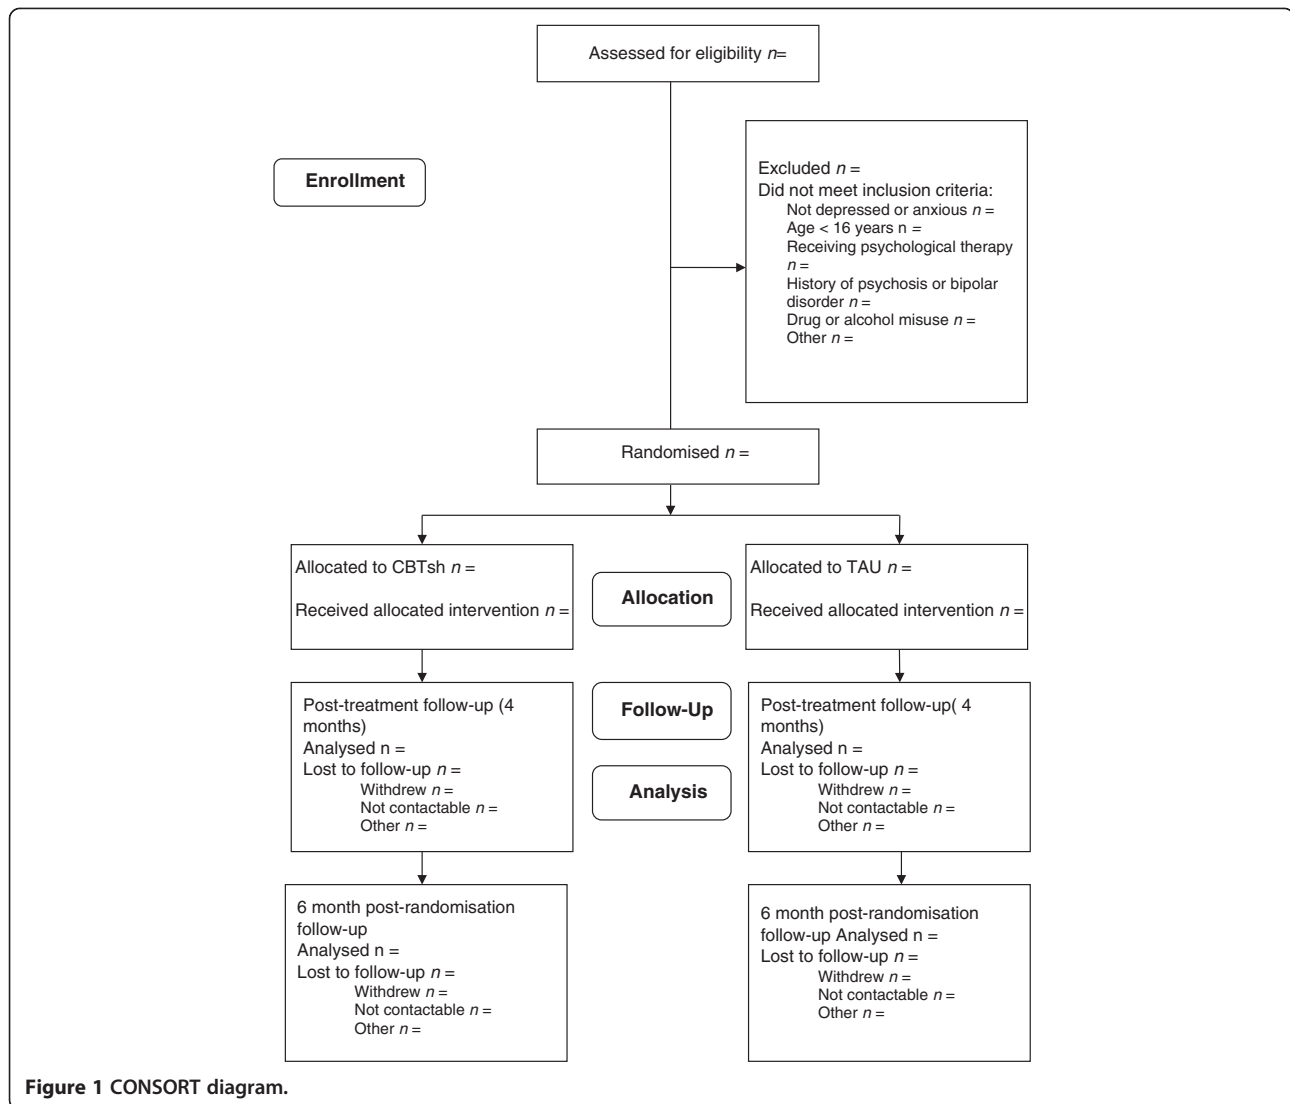 Assessed for eligibility n=
Enrollment
Excluded n =
Did not meet inclusion criteria:
Not depressed or anxious n =
Age < 16 years n =
Receiving psychological therapy
n =
History of psychosis or bipolar
disorder n =
Drug or alcohol misuse n =
Other n =
Randomised n =
Allocated to CBTsh n =
Received allocated intervention n =
Allocation
Allocated to TAU n =
Received allocated intervention n =
Post-treatment follow-up (4
months)
Analysed n =
Lost to follow-up n =
Withdrew n =
Not contactable n =
Other n =
Follow-Up
Analysis
Post-treatment follow-up( 4
months)
Analysed n =
Lost to follow-up n =
Withdrew n =
Not contactable n =
Other n =
6 month post-randomisation
follow-up
Analysed n =
Lost to follow-up n =
Withdrew n =
Not contactable n =
Other n =
6 month post-randomisation
follow-up Analysed n =
Lost to follow-up n =
Withdrew n =
Not contactable n =
Other n =
Figure 1 CONSORT diagram.